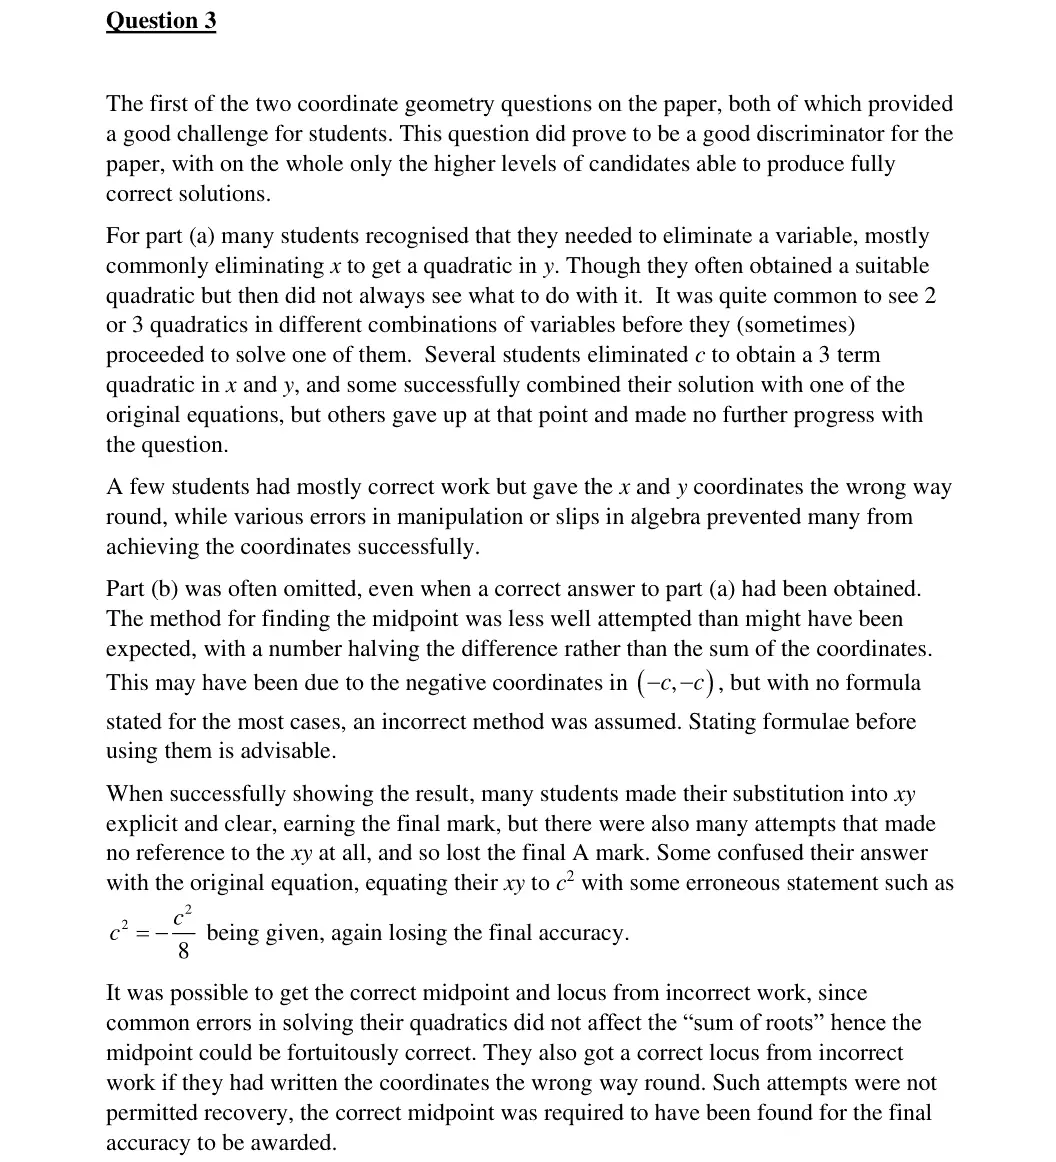 Question 3
The first of the two coordinate geometry questions on the paper, both of which provided
a good challenge for students. This question did prove to be a good discriminator for the
paper, with on the whole only the higher levels of candidates able to produce fully
correct solutions.
For part (a) many students recognised that they needed to eliminate a variable, mostly
commonly eliminating x to get a quadratic in y. Though they often obtained a suitable
quadratic but then did not always see what to do with it.  It was quite common to see 2
or 3 quadratics in different combinations of variables before they (sometimes)
proceeded to solve one of them.  Several students eliminated c to obtain a 3 term
quadratic in x and y, and some successfully combined their solution with one of the
original equations, but others gave up at that point and made no further progress with
the question.
A few students had mostly correct work but gave the x and y coordinates the wrong way
round, while various errors in manipulation or slips in algebra prevented many from
achieving the coordinates successfully.
Part (b) was often omitted, even when a correct answer to part (a) had been obtained.
The method for finding the midpoint was less well attempted than might have been
expected, with a number halving the difference rather than the sum of the coordinates.
This may have been due to the negative coordinates in (−c,−c), but with no formula
stated for the most cases, an incorrect method was assumed. Stating formulae before
using them is advisable.
When successfully showing the result, many students made their substitution into xy
explicit and clear, earning the final mark, but there were also many attempts that made
no reference to the xy at all, and so lost the final A mark. Some confused their answer
with the original equation, equating their xy to c² with some erroneous statement such as
c² = −c²/8 being given, again losing the final accuracy.
It was possible to get the correct midpoint and locus from incorrect work, since
common errors in solving their quadratics did not affect the “sum of roots” hence the
midpoint could be fortuitously correct. They also got a correct locus from incorrect
work if they had written the coordinates the wrong way round. Such attempts were not
permitted recovery, the correct midpoint was required to have been found for the final
accuracy to be awarded.